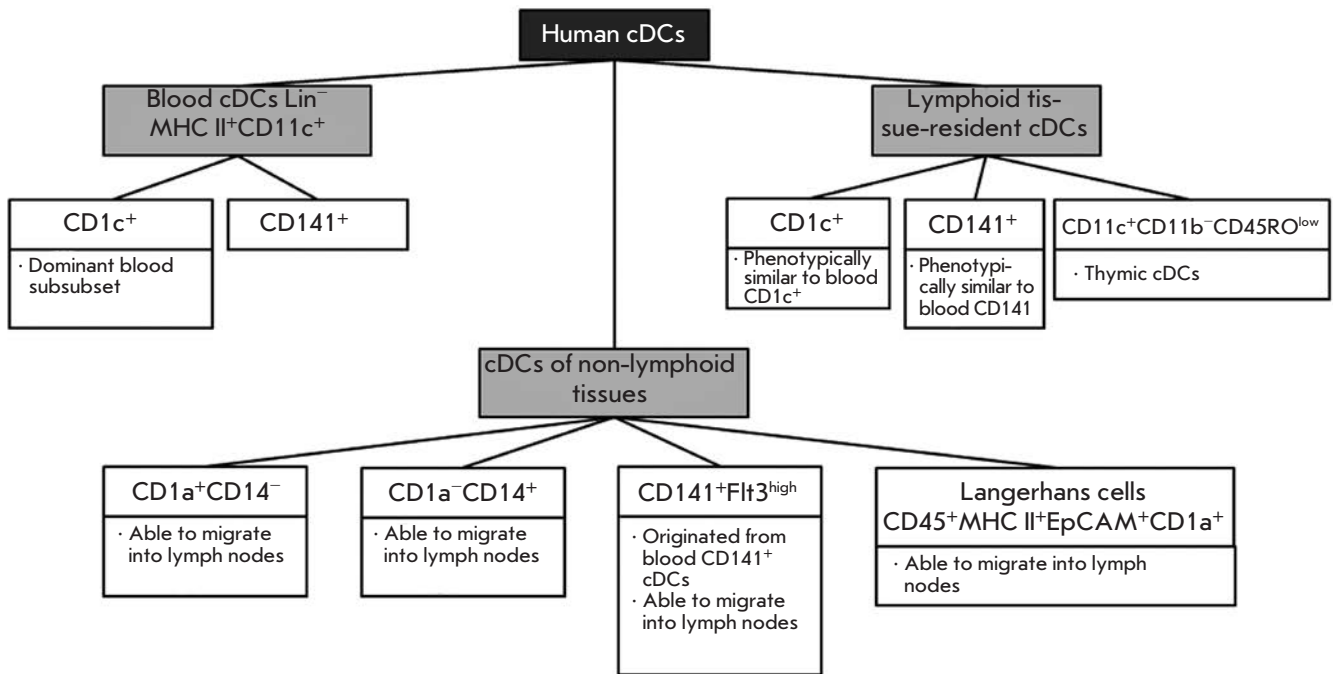 Human cDCs
Blood cDCs Lin⁻
MHC II⁺CD11c⁺
CD1c⁺
· Dominant blood
subsubset
CD141⁺
Lymphoid tis-
sue-resident cDCs
CD1c⁺
· Phenotypically
similar to blood
CD1c⁺
CD141⁺
· Phenotypi-
cally similar to
blood CD141
CD11c⁺CD11b⁻CD45RO^low
· Thymic cDCs
cDCs of non-lymphoid
tissues
CD1a⁺CD14⁻
· Able to migrate
into lymph nodes
CD1a⁻CD14⁺
· Able to migrate
into lymph nodes
CD141⁺Flt3^high
· Originated from
blood CD141⁺
cDCs
· Able to migrate
into lymph nodes
Langerhans cells
CD45⁺MHC II⁺EpCAM⁺CD1a⁺
· Able to migrate into lymph
nodes